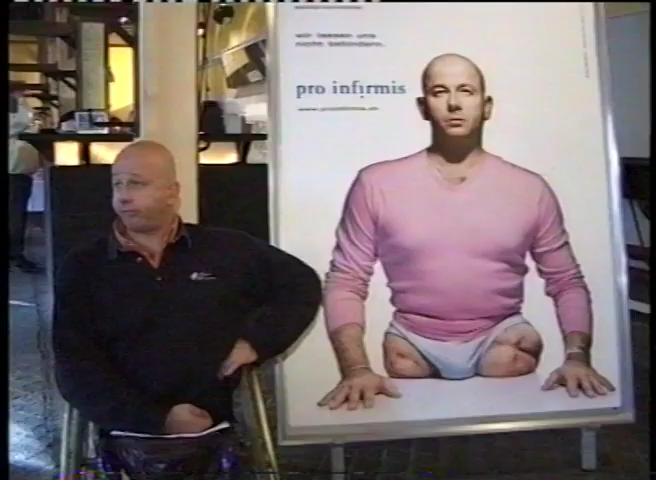 wir lassen uns
nicht behindern.
pro infirmis
www.proinfirmis.ch